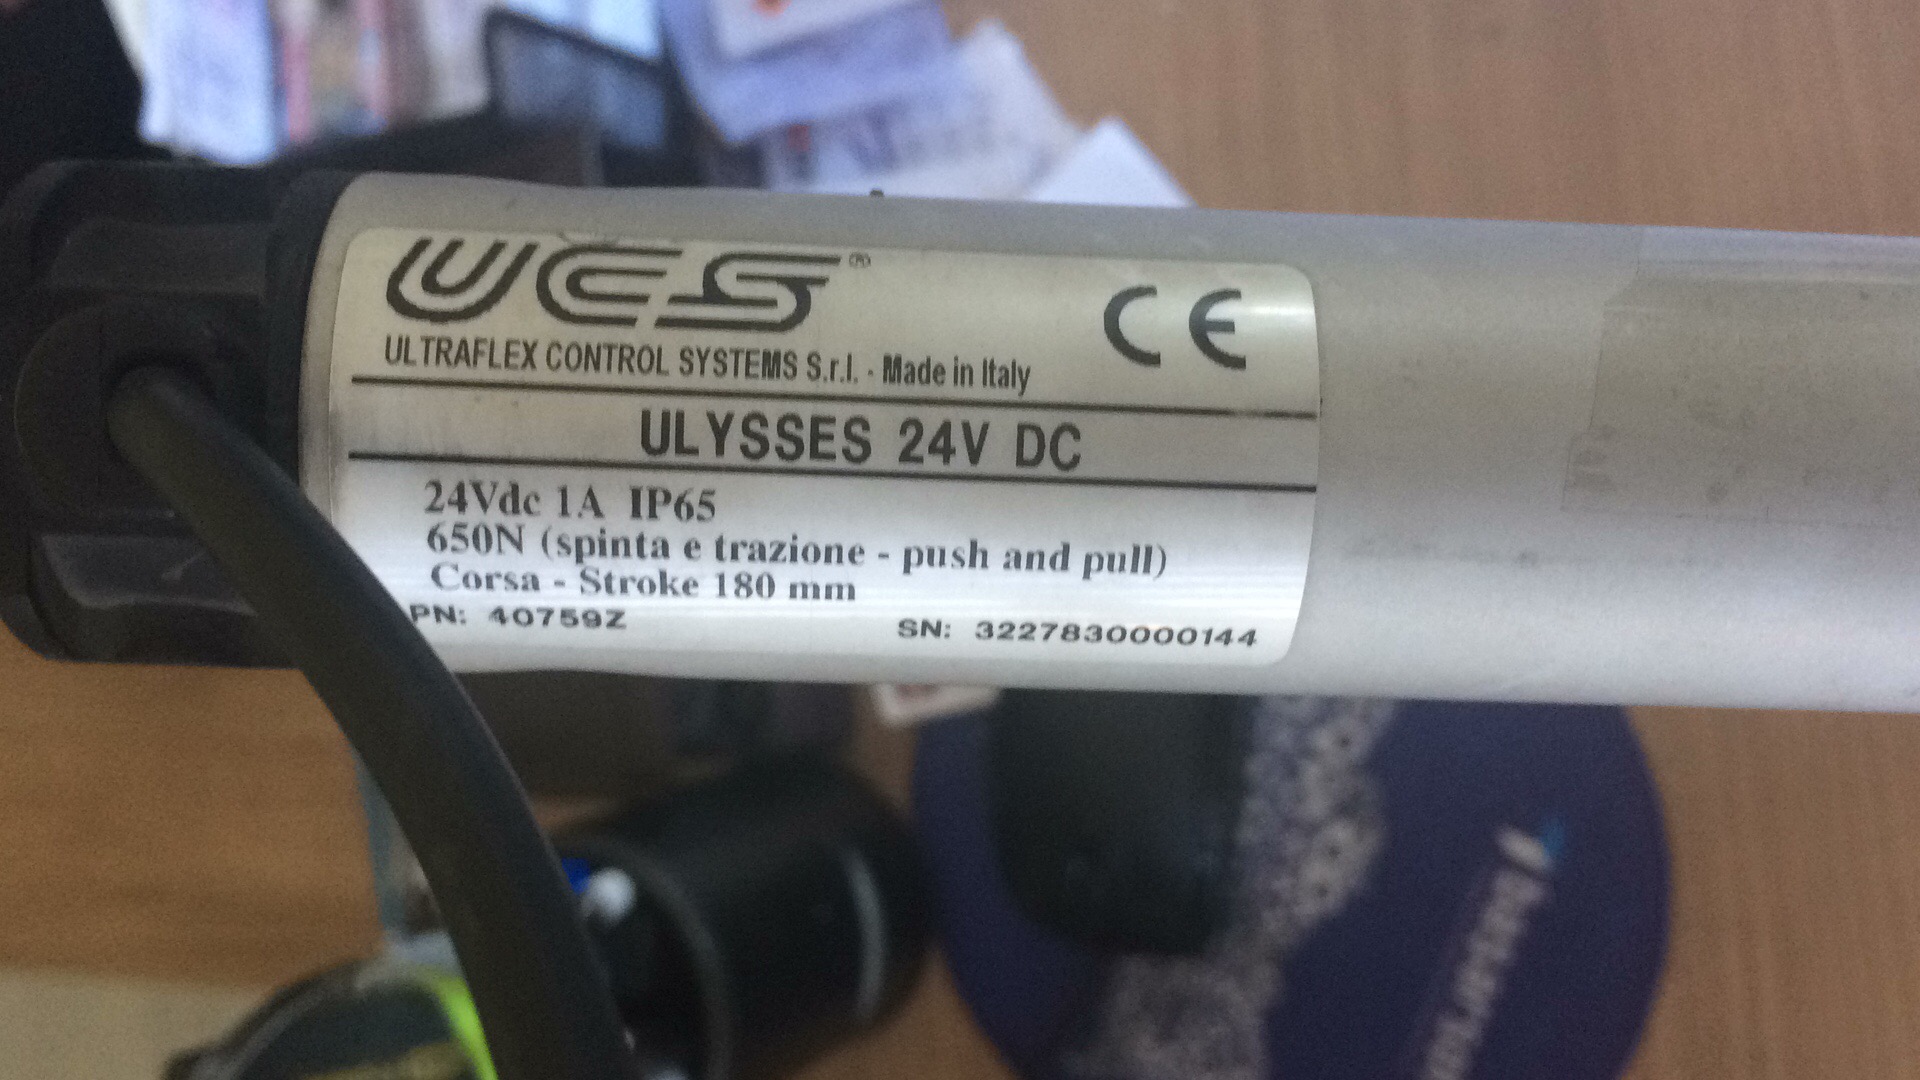 UCS®
CE
ULTRAFLEX CONTROL SYSTEMS S.r.l. - Made in Italy
ULYSSES 24V DC
24Vdc 1A IP65
650N (spinta e trazione - push and pull)
Corsa - Stroke 180 mm
PN: 40759Z
SN: 3227830000144